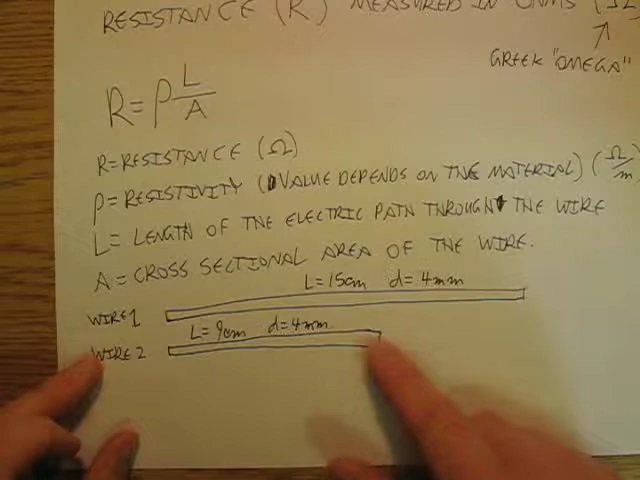 RESISTANCE (R) MEASURED IN OHMS (Ω)
GREEK "OMEGA"
R = ρ L/A
R = RESISTANCE (Ω)
ρ = RESISTIVITY (VALUE DEPENDS ON THE MATERIAL) (Ω/m)
L = LENGTH OF THE ELECTRIC PATH THROUGH THE WIRE
A = CROSS SECTIONAL AREA OF THE WIRE.
L = 15cm d = 4mm
WIRE 1
L = 9cm d = 4mm.
WIRE 2